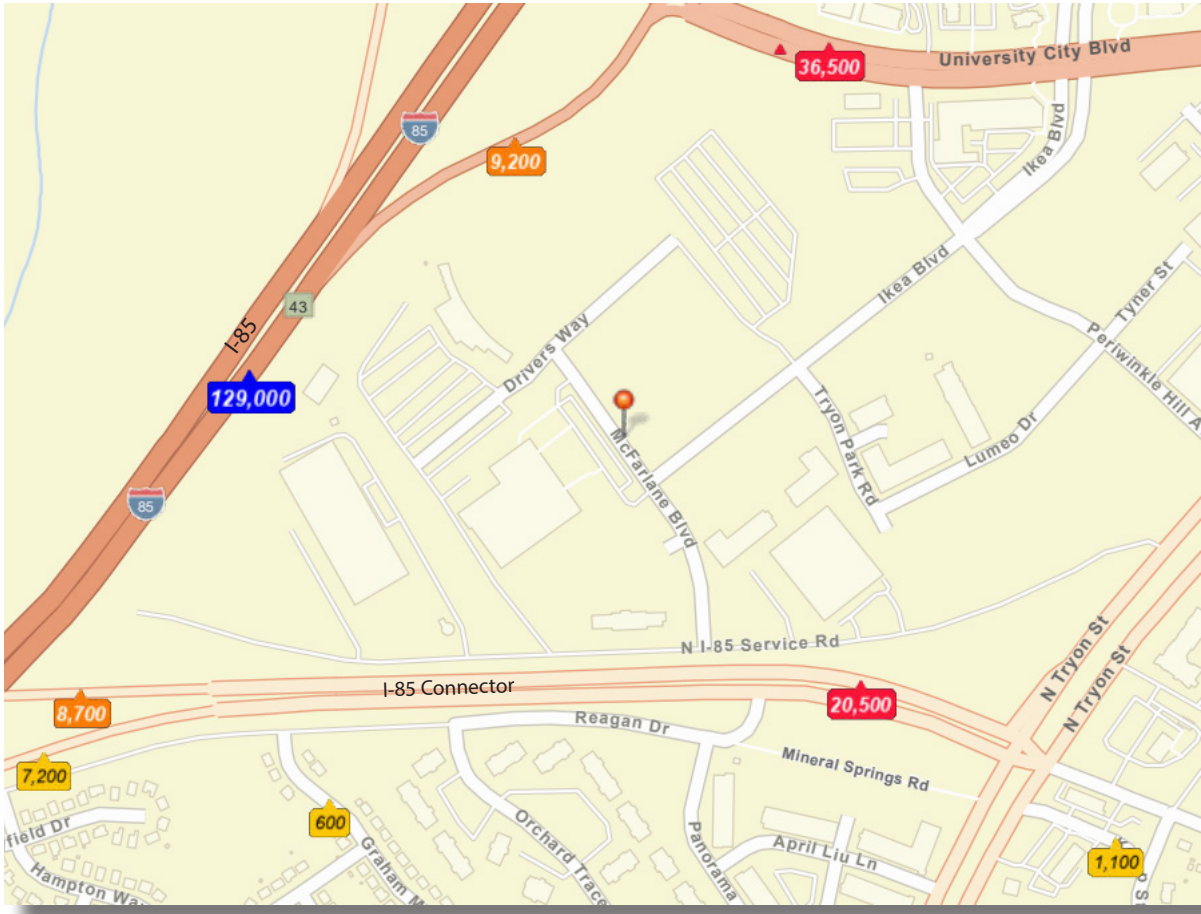 University City Blvd
36,500
85
9,200
Ikea Blvd
Ikea Blvd
Tyner St
43
I-85
Drivers Way
Periwinkle Hill A
129,000
Tryon Park Rd
McFarlane Blvd
Lumeo Dr
85
N I-85 Service Rd
N Tryon St
N Tryon St
I-85 Connector
8,700
20,500
Reagan Dr
7,200
Mineral Springs Rd
600
field Dr
Orchard Trace
Graham M
Panorama
April Liu Ln
1,100
Hampton Wa